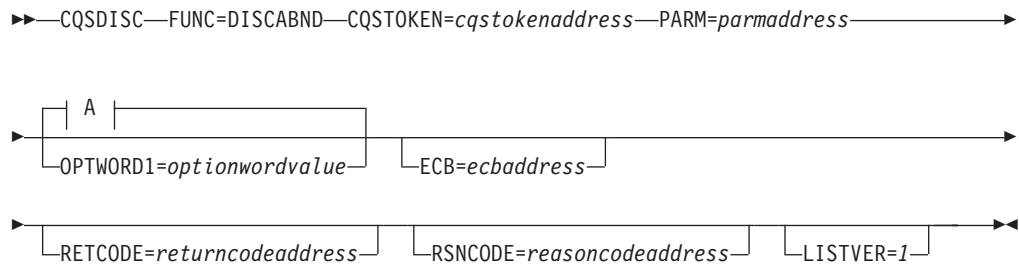 CQSDISC FUNC=DISCABND CQSTOKEN=cqstokenaddress PARM=parmaddress
A
OPTWORD1=optionwordvalue ECB=ecbaddress
RETCODE=returncodeaddress RSNCODE=reasoncodeaddress LISTVER=1